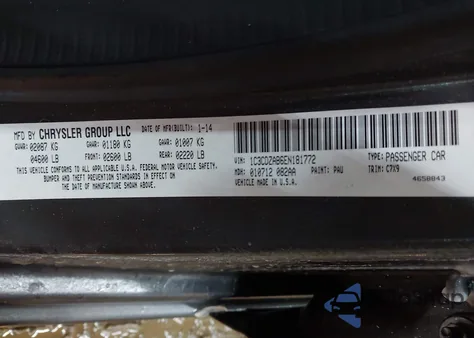 MFD BY CHRYSLER GROUP LLC
DATE OF MFR(BUILT): 1-14
GVWR: 02087 KG GAWR: 01180 KG GAWR: 01007 KG
04600 LB FRONT: 02600 LB REAR: 02220 LB
THIS VEHICLE CONFORMS TO ALL APPLICABLE U.S.A. FEDERAL MOTOR VEHICLE SAFETY,
BUMPER AND THEFT PREVENTION STANDARDS IN EFFECT ON
THE DATE OF MANUFACTURE SHOWN ABOVE.
VIN: 1C3CDZAB6EN181772 TYPE: PASSENGER CAR
MDH: 010712 082AA PAINT: PAU TRIM: C7X9
VEHICLE MADE IN U.S.A. 4658843